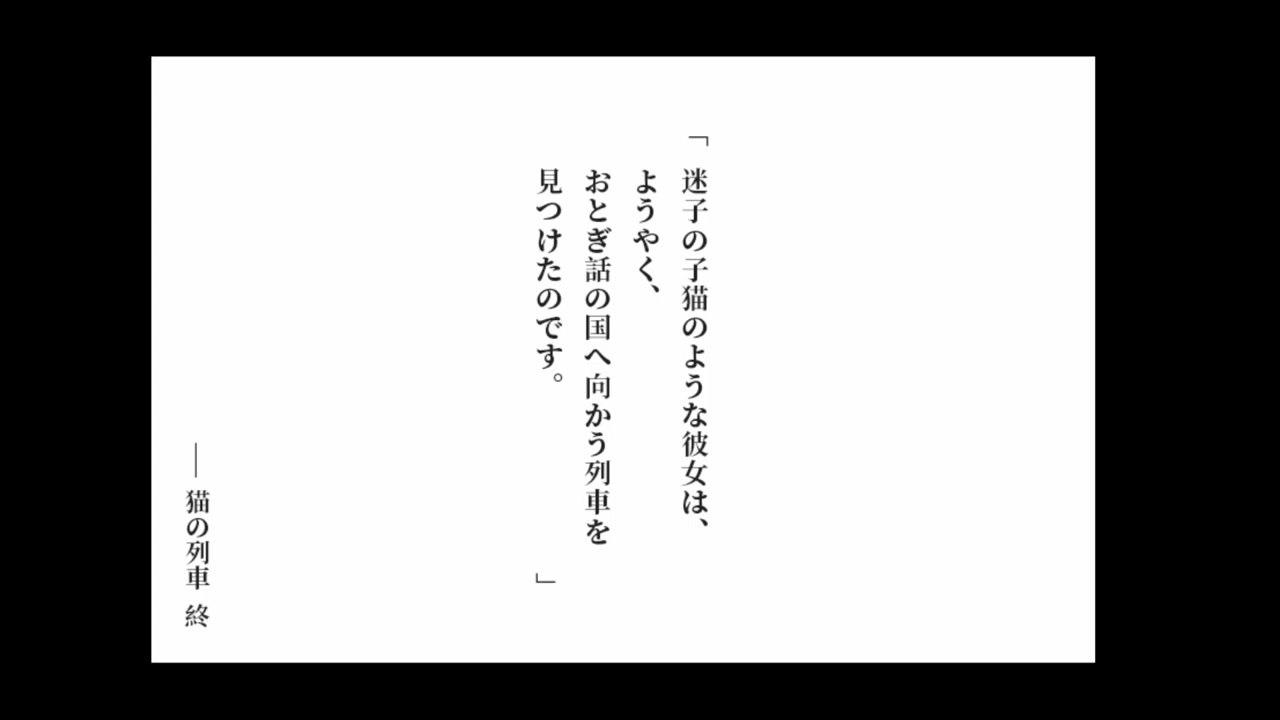 「迷子の子猫のような彼女は、
ようやく、
おとぎ話の国へ向かう列車を
見つけたのです。」
── 猫の列車 終